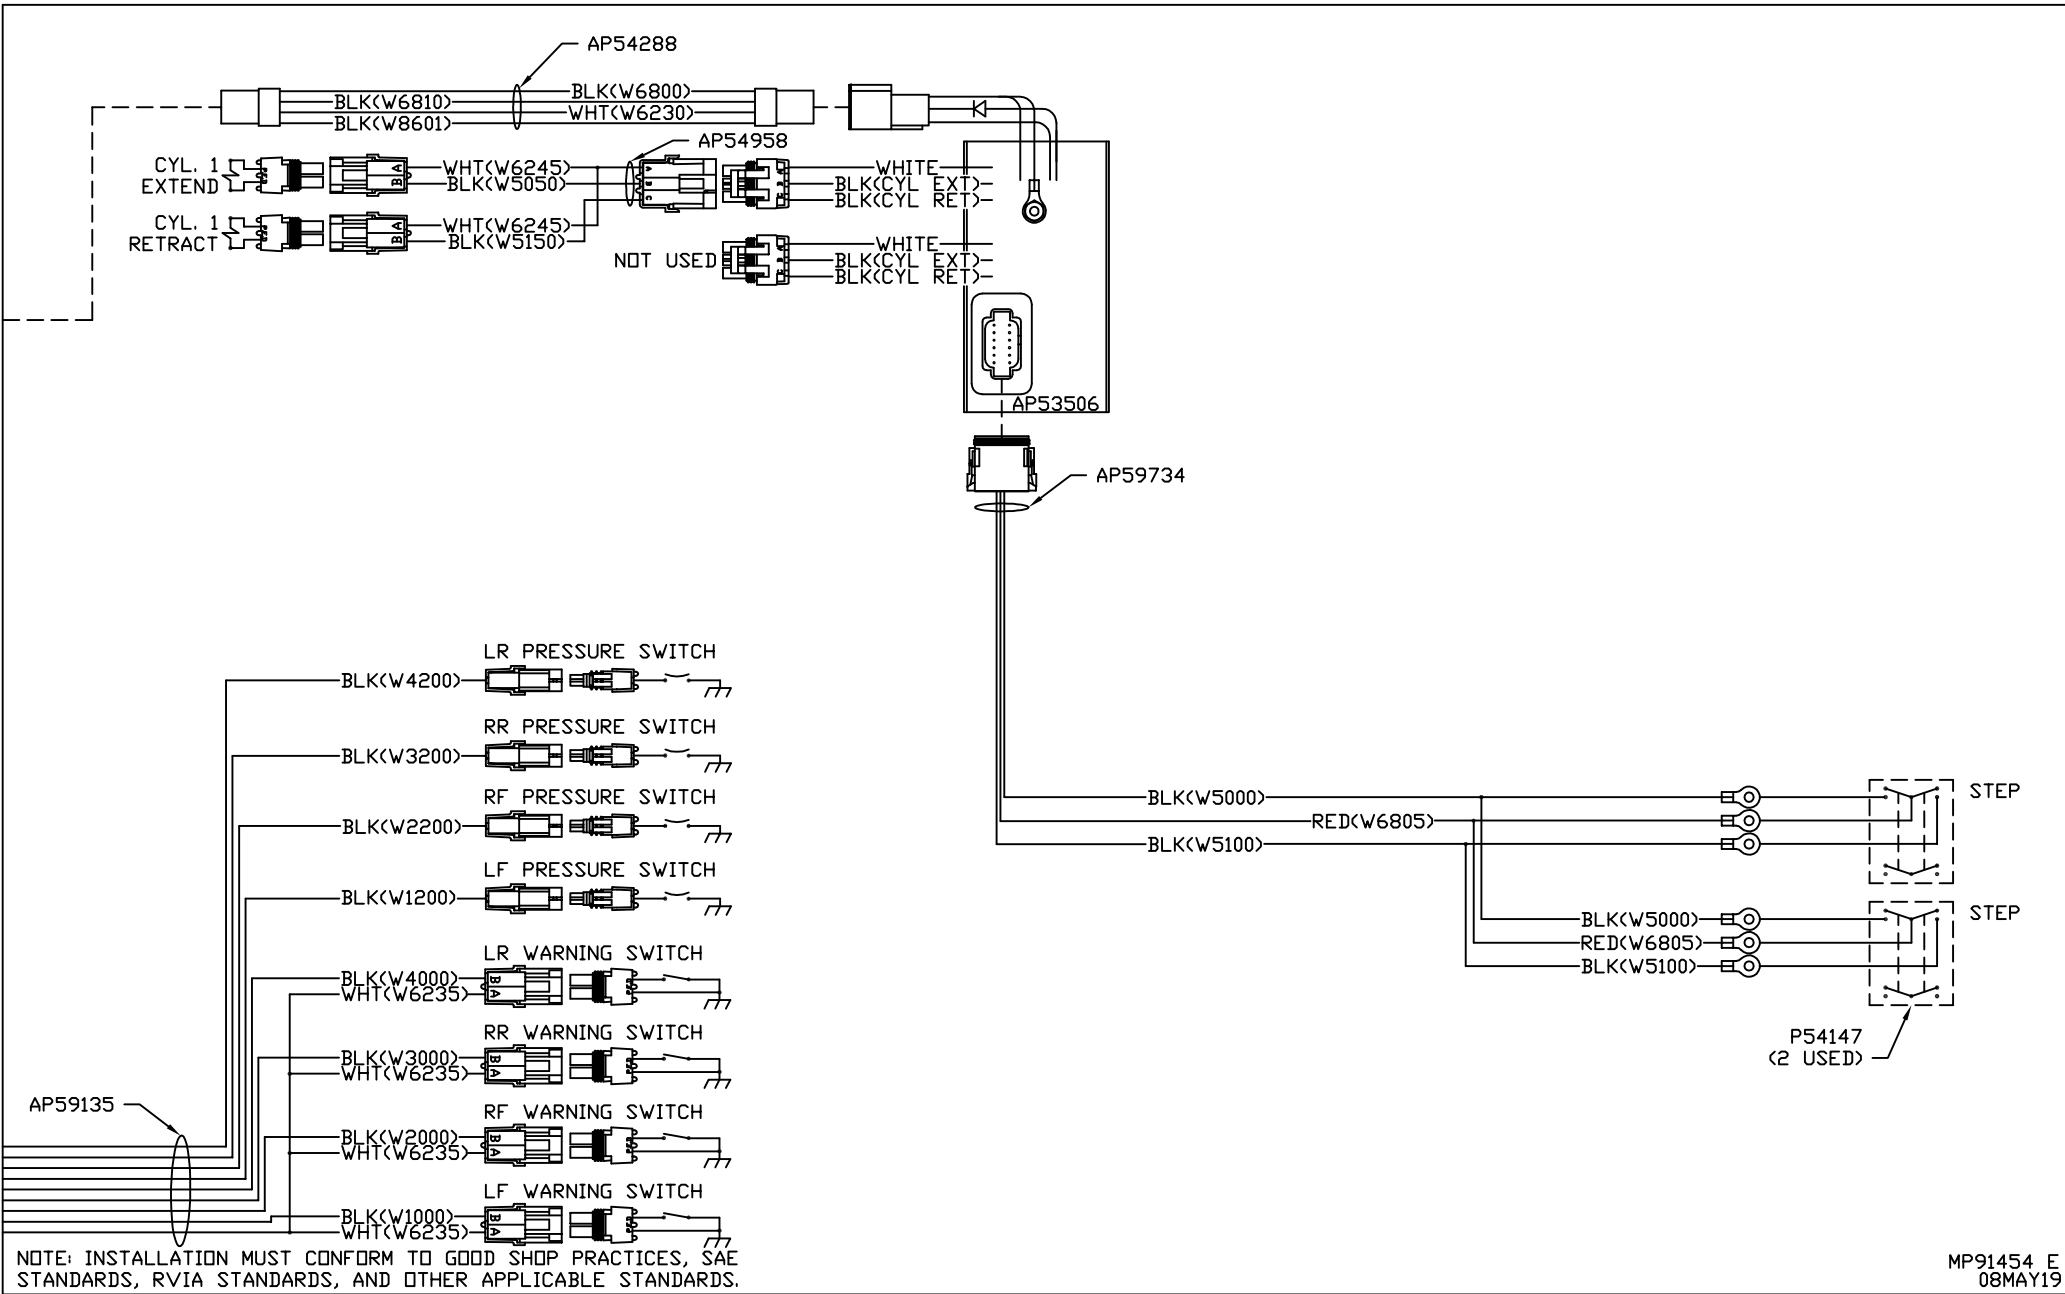 AP54288
BLK(W6800)
BLK(W6810)
WHT(W6230)
BLK(W8601)
AP54958
CYL. 1
EXTEND
WHT(W6245)
BLK(W5050)
A
B
A
B
C
WHITE
BLK(CYL EXT)
BLK(CYL RET)
CYL. 1
RETRACT
WHT(W6245)
BLK(W5150)
A
B
NOT USED
WHITE
BLK(CYL EXT)
BLK(CYL RET)
AP53506
AP59734
LR PRESSURE SWITCH
BLK(W4200)
RR PRESSURE SWITCH
BLK(W3200)
RF PRESSURE SWITCH
BLK(W2200)
LF PRESSURE SWITCH
BLK(W1200)
LR WARNING SWITCH
BLK(W4000)
WHT(W6235)
B
A
RR WARNING SWITCH
BLK(W3000)
WHT(W6235)
B
A
RF WARNING SWITCH
BLK(W2000)
WHT(W6235)
B
A
LF WARNING SWITCH
BLK(W1000)
WHT(W6235)
B
A
AP59135
BLK(W5000)
RED(W6805)
BLK(W5100)
STEP
BLK(W5000)
RED(W6805)
BLK(W5100)
STEP
P54147
(2 USED)
NOTE: INSTALLATION MUST CONFORM TO GOOD SHOP PRACTICES, SAE
STANDARDS, RVIA STANDARDS, AND OTHER APPLICABLE STANDARDS.
MP91454 E
08MAY19